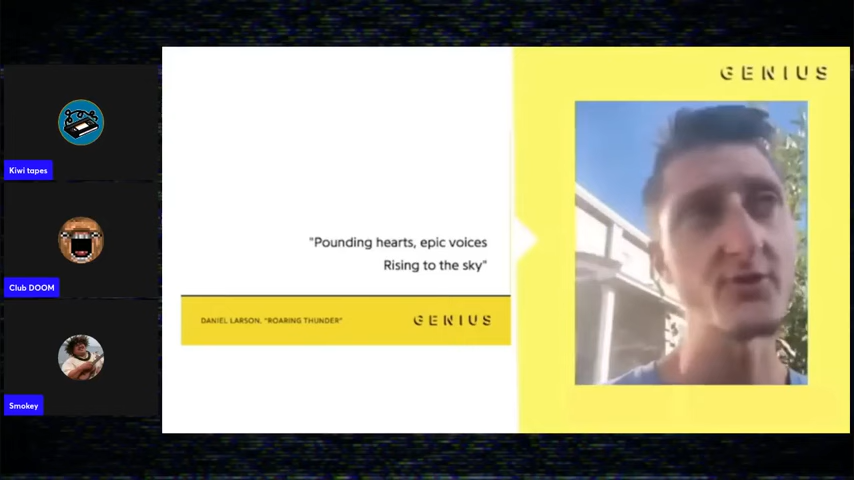 GENIUS
Kiwi tapes
"Pounding hearts, epic voices
Rising to the sky"
Club DOOM
DANIEL LARSON, "ROARING THUNDER"
GENIUS
Smokey